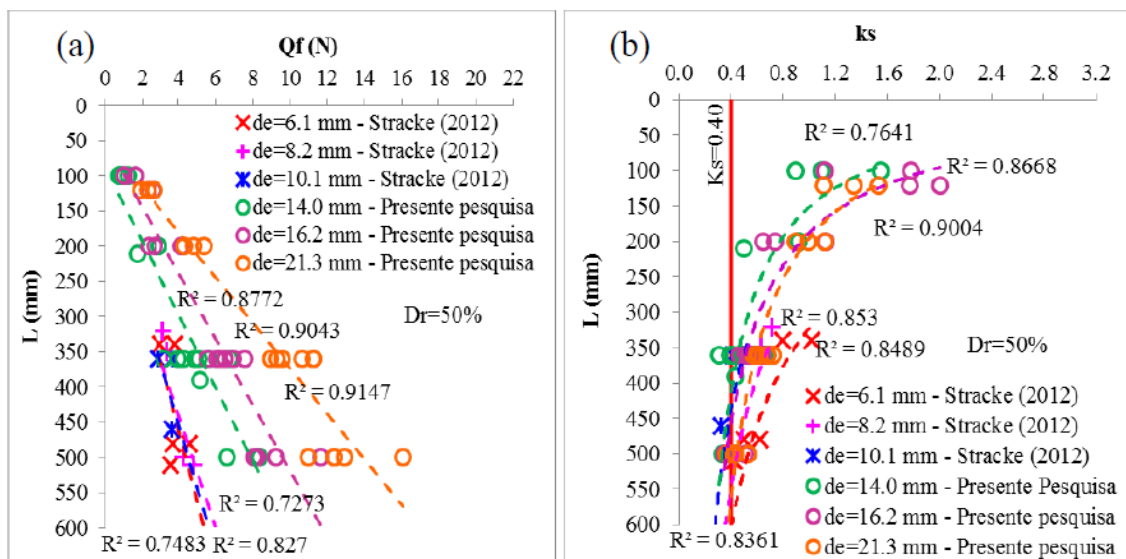 (a)
Qf (N)
0 2 4 6 8 10 12 14 16 18 20 22
L (mm)
0
50
100
150
200
250
300
350
400
450
500
550
600
de=6.1 mm - Stracke (2012)
de=8.2 mm - Stracke (2012)
de=10.1 mm - Stracke (2012)
de=14.0 mm - Presente pesquisa
de=16.2 mm - Presente pesquisa
de=21.3 mm - Presente pesquisa
R² = 0.8772
Dr=50%
R² = 0.9043
R² = 0.9147
R² = 0.7273
R² = 0.7483
R² = 0.827
(b)
ks
0.0 0.4 0.8 1.2 1.6 2.0 2.4 2.8 3.2
L (mm)
0
50
100
150
200
250
300
350
400
450
500
550
600
Ks=0.40
R² = 0.7641
R² = 0.8668
R² = 0.9004
R² = 0.853
R² = 0.8489
Dr=50%
de=6.1 mm - Stracke (2012)
de=8.2 mm - Stracke (2012)
de=10.1 mm - Stracke (2012)
de=14.0 mm - Presente Pesquisa
de=16.2 mm - Presente pesquisa
de=21.3 mm - Presente pesquisa
R² = 0.8361